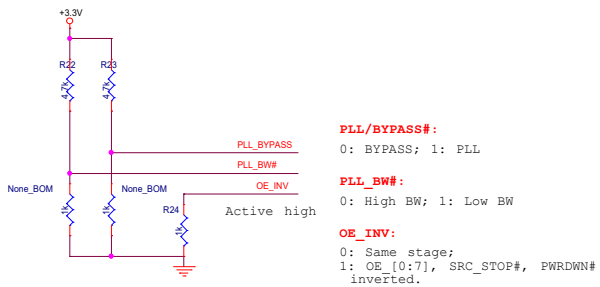 +3.3V
R22
R23
4.7k
4.7k
PLL_BYPASS
PLL_BW#
OE_INV
None_BOM
None_BOM
1k
1k
R24
1k
Active high
PLL/BYPASS#:
0: BYPASS; 1: PLL
PLL_BW#:
0: High BW; 1: Low BW
OE_INV:
0: Same stage;
1: OE_[0:7], SRC_STOP#, PWRDWN#
inverted.